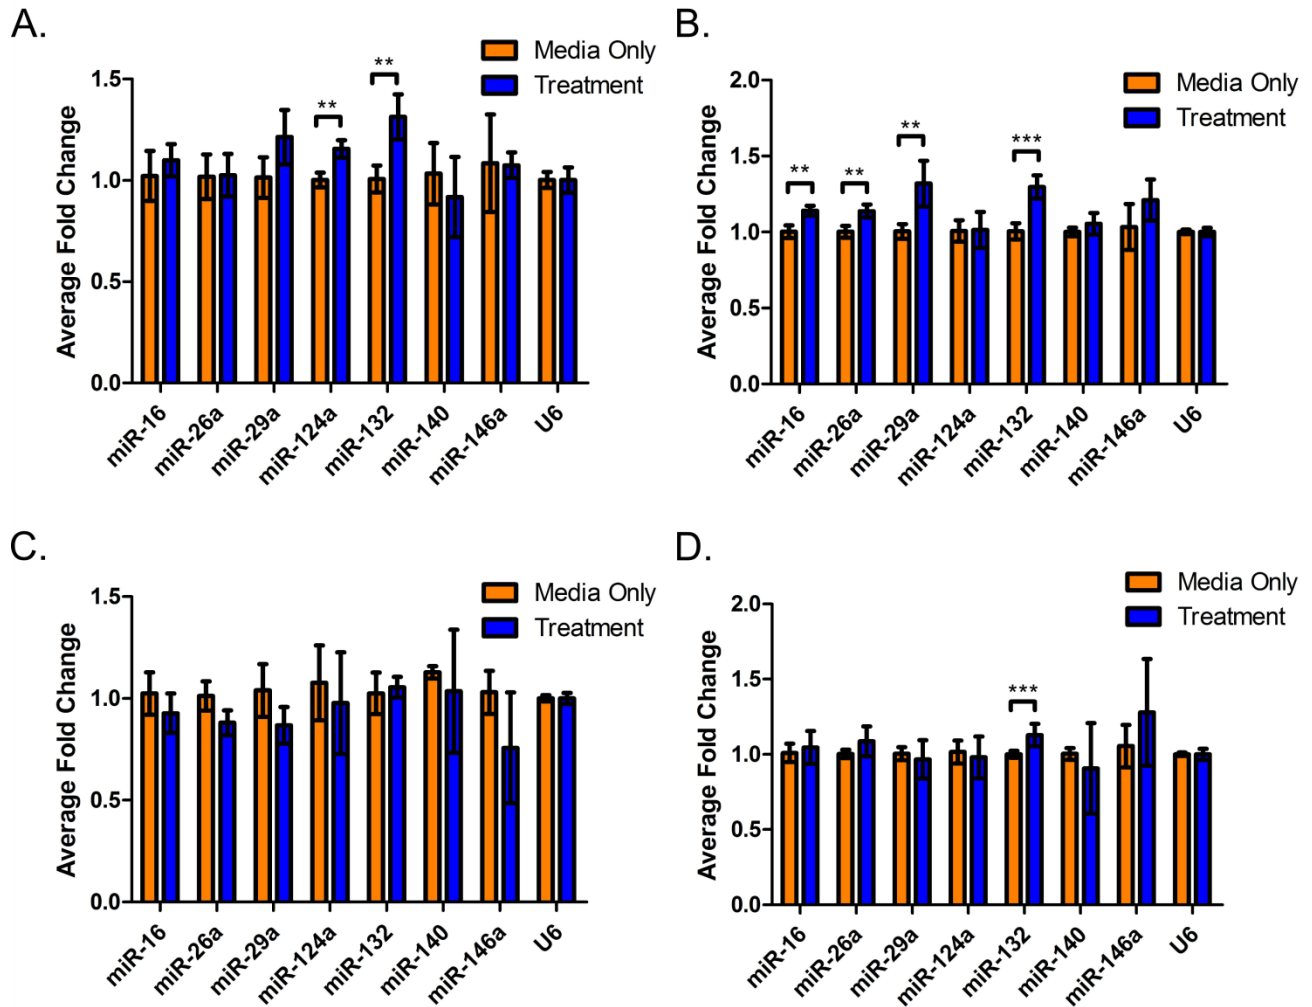 A.
Media Only
Treatment
Average Fold Change
1.5
1.0
0.5
0.0
**
**
miR-16
miR-26a
miR-29a
miR-124a
miR-132
miR-140
miR-146a
U6
B.
Media Only
Treatment
Average Fold Change
2.0
1.5
1.0
0.5
0.0
**
**
**
***
miR-16
miR-26a
miR-29a
miR-124a
miR-132
miR-140
miR-146a
U6
C.
Media Only
Treatment
Average Fold Change
1.5
1.0
0.5
0.0
miR-16
miR-26a
miR-29a
miR-124a
miR-132
miR-140
miR-146a
U6
D.
Media Only
Treatment
Average Fold Change
2.0
1.5
1.0
0.5
0.0
***
miR-16
miR-26a
miR-29a
miR-124a
miR-132
miR-140
miR-146a
U6